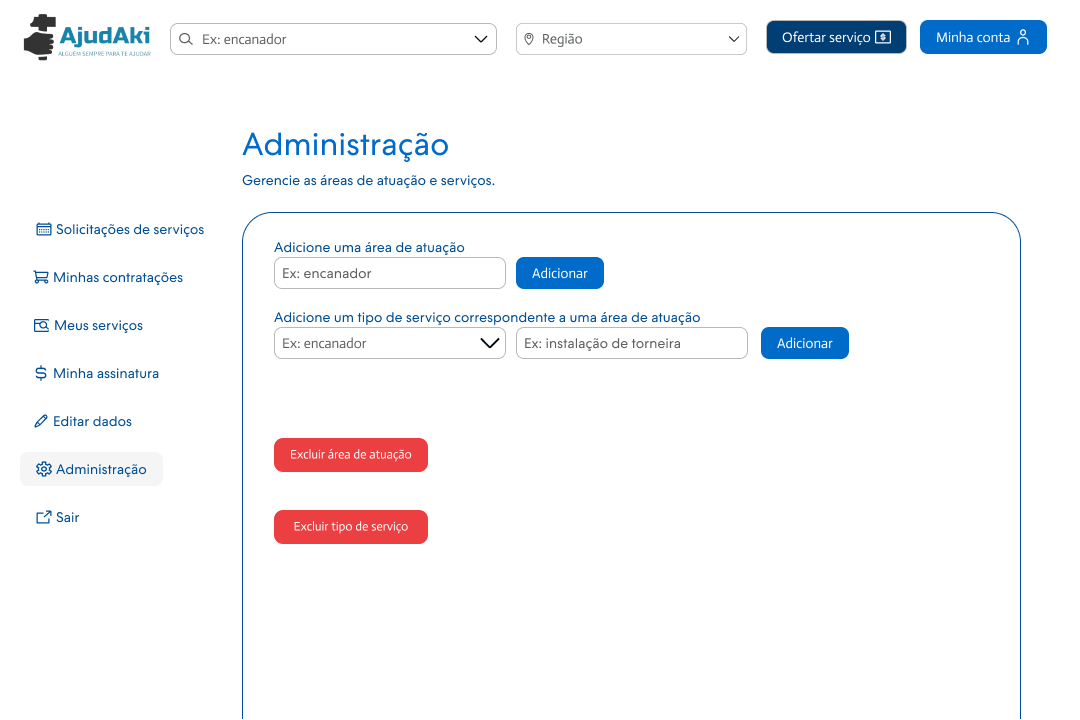 AjudAki
ALGUÉM SEMPRE PARA TE AJUDAR
Ex: encanador
Região
Ofertar serviço
Minha conta
Administração
Gerencie as áreas de atuação e serviços.
Solicitações de serviços
Minhas contratações
Meus serviços
Minha assinatura
Editar dados
Administração
Sair
Adicione uma área de atuação
Ex: encanador
Adicionar
Adicione um tipo de serviço correspondente a uma área de atuação
Ex: encanador
Ex: instalação de torneira
Adicionar
Excluir área de atuação
Excluir tipo de serviço